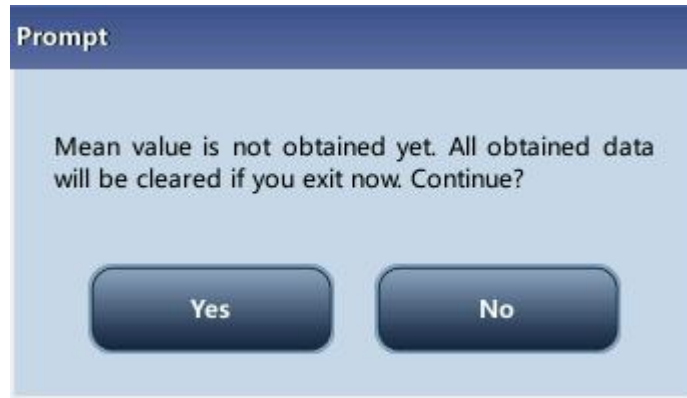 Prompt
Mean value is not obtained yet. All obtained data
will be cleared if you exit now. Continue?
Yes
No